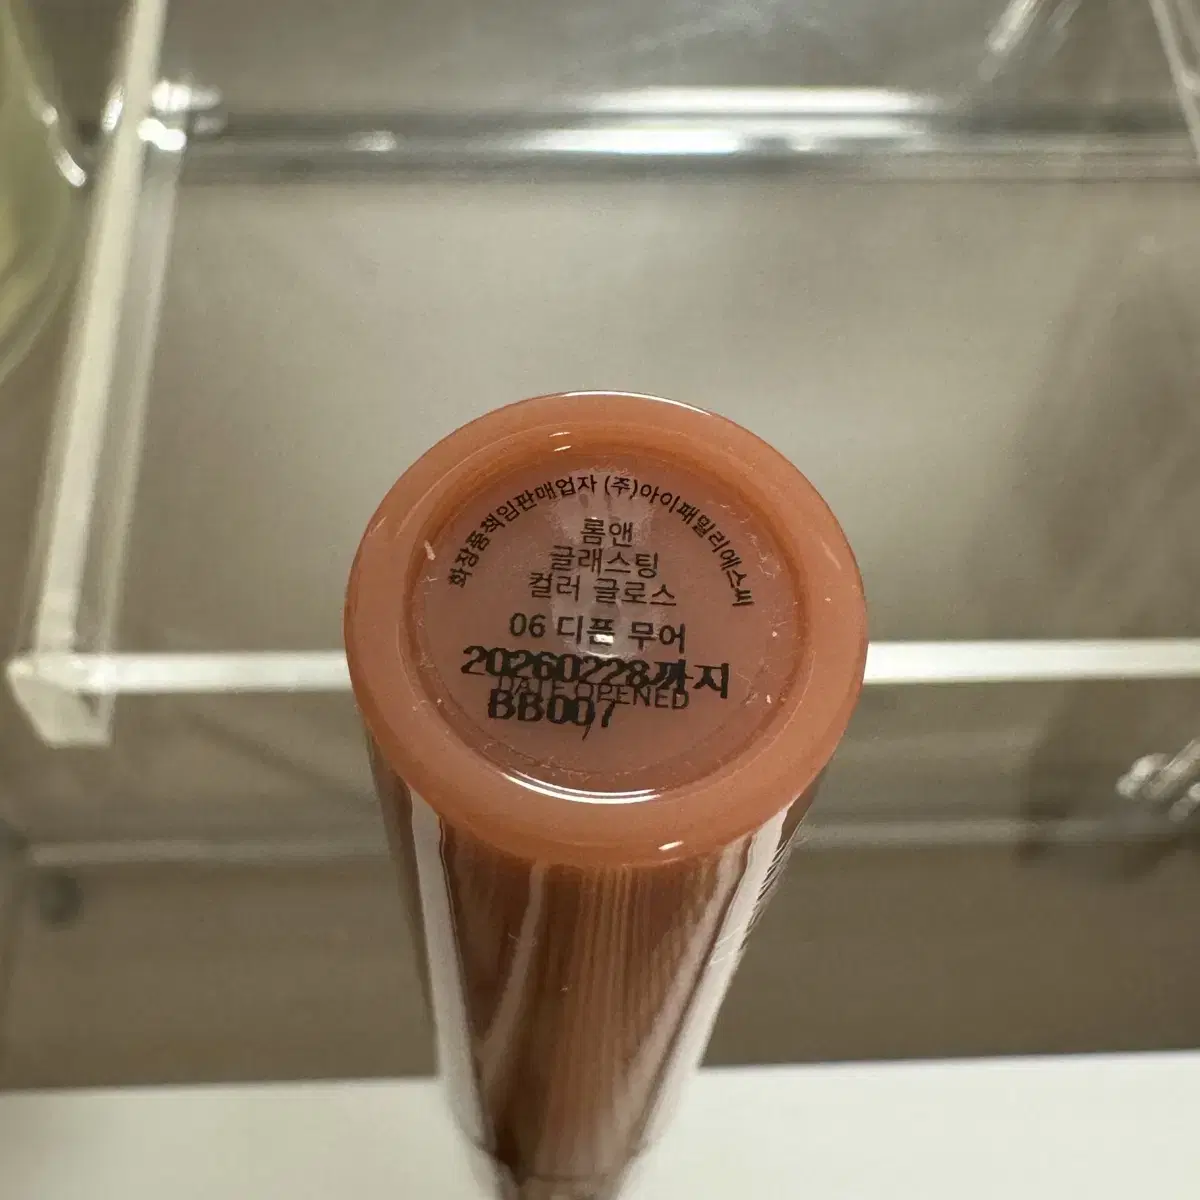 화장품책임판매업자 (주)아이패밀리에스씨
롬앤
글래스팅
컬러 글로스
06 디픈 무어
20260228까지
DATE OPENED
BB007